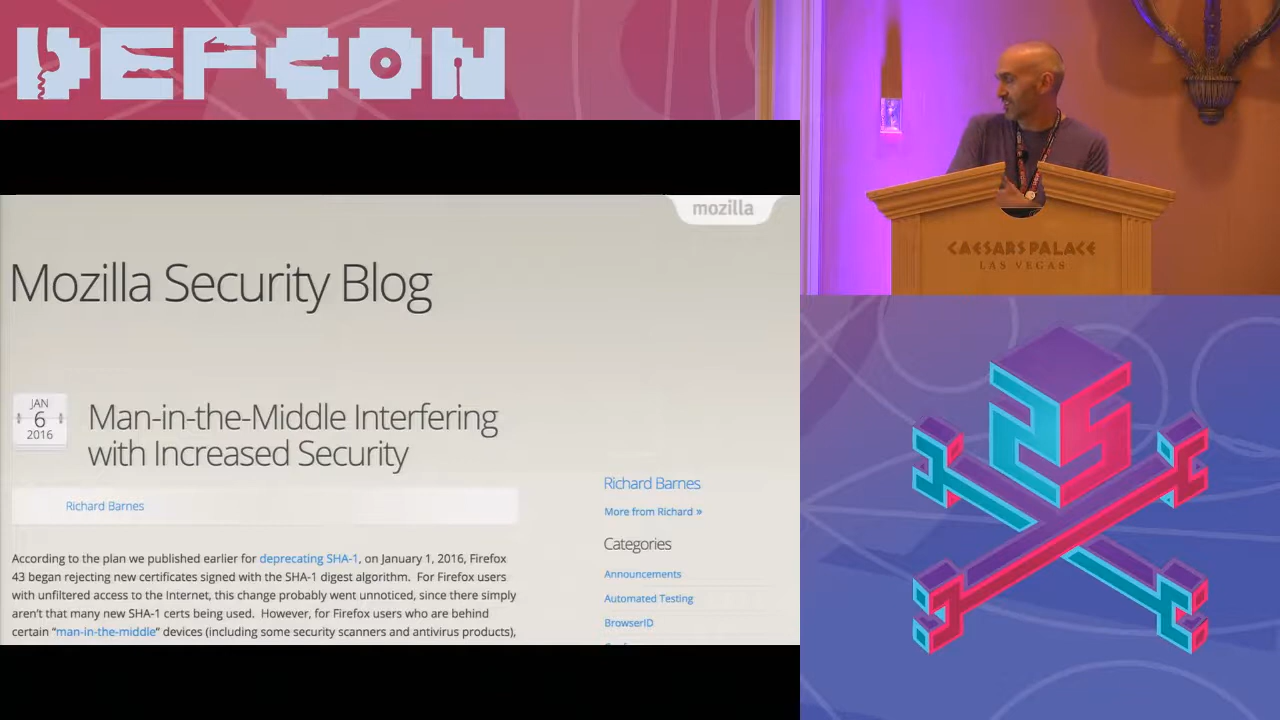 DEFCON
mozilla
Mozilla Security Blog
JAN
6
2016
Man-in-the-Middle Interfering
with Increased Security
Richard Barnes
According to the plan we published earlier for deprecating SHA-1, on January 1, 2016, Firefox
43 began rejecting new certificates signed with the SHA-1 digest algorithm.  For Firefox users
with unfiltered access to the Internet, this change probably went unnoticed, since there simply
aren't that many new SHA-1 certs being used.  However, for Firefox users who are behind
certain "man-in-the-middle" devices (including some security scanners and antivirus products),
Richard Barnes
More from Richard »
Categories
Announcements
Automated Testing
BrowserID
CAESARS PALACE
LAS VEGAS
25